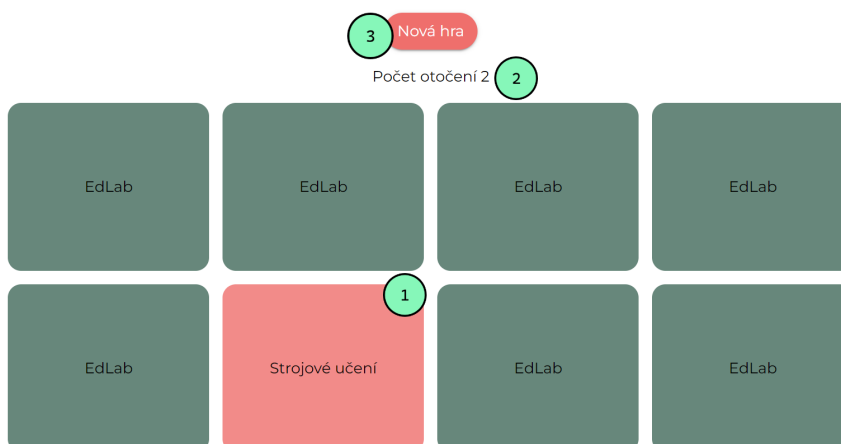 3 Nová hra
Počet otočení 2 2
EdLab EdLab EdLab EdLab
1
EdLab Strojové učení EdLab EdLab